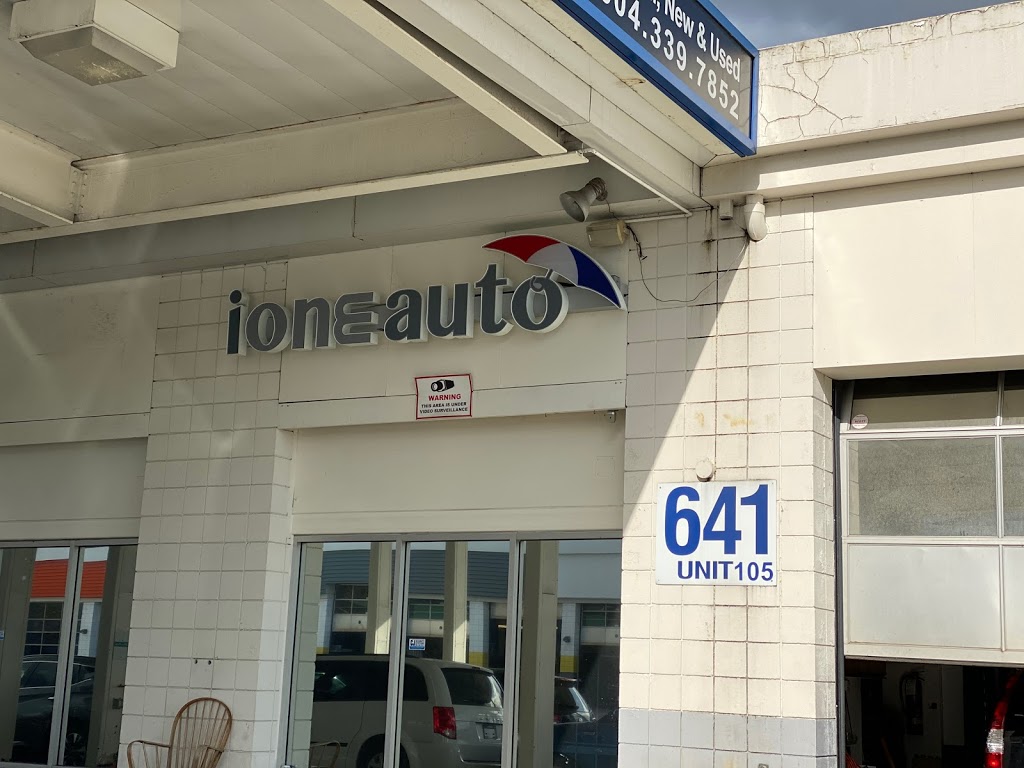 , New & Used
604.339.7852
ioneauto
WARNING
THIS AREA IS UNDER
VIDEO SURVEILLANCE
641
UNIT105